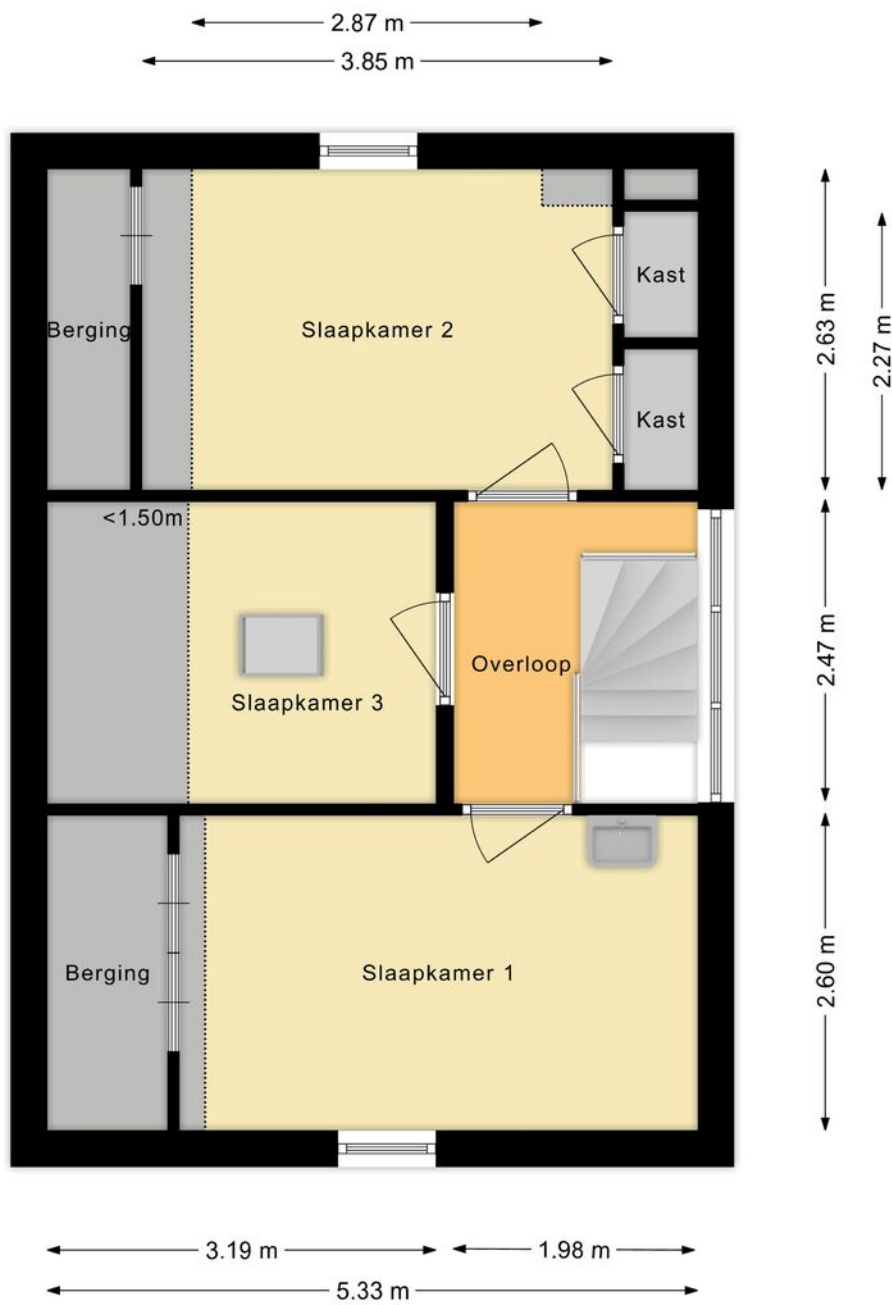 2.87 m
3.85 m
Kast
Berging
Slaapkamer 2
2.63 m
2.27 m
Kast
<1.50m
Overloop
2.47 m
Slaapkamer 3
Berging
Slaapkamer 1
2.60 m
3.19 m
1.98 m
5.33 m